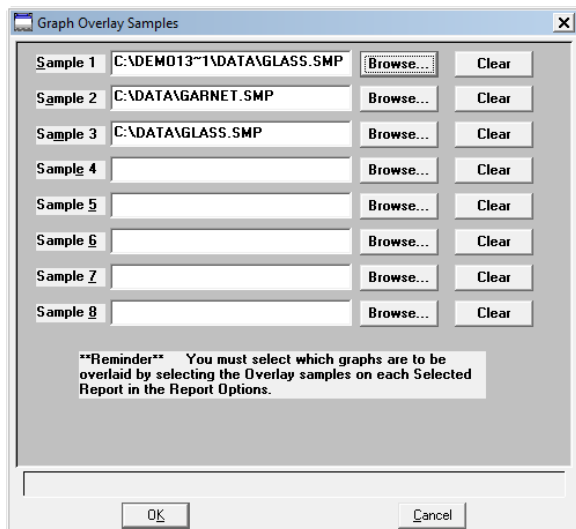 Graph Overlay Samples
Sample 1 C:\DEMO13~1\DATA\GLASS.SMP Browse... Clear
Sample 2 C:\DATA\GARNET.SMP Browse... Clear
Sample 3 C:\DATA\GLASS.SMP Browse... Clear
Sample 4 Browse... Clear
Sample 5 Browse... Clear
Sample 6 Browse... Clear
Sample 7 Browse... Clear
Sample 8 Browse... Clear
**Reminder** You must select which graphs are to be
overlaid by selecting the Overlay samples on each Selected
Report in the Report Options.
OK Cancel